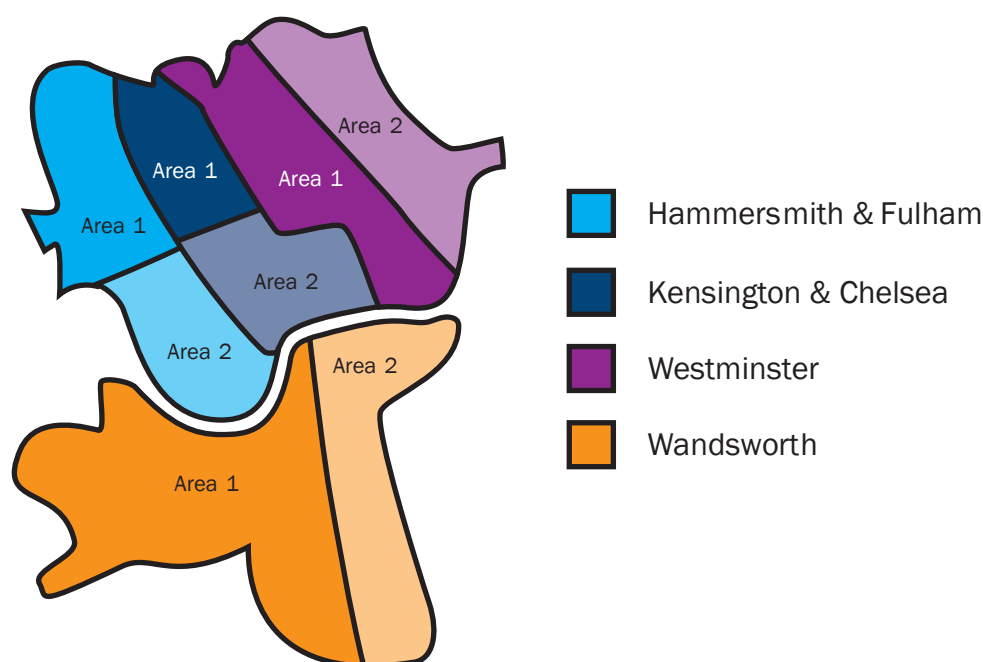 Area 2
Area 1
Area 1
Area 1
Area 2
Area 2
Area 2
Area 1
Hammersmith & Fulham
Kensington & Chelsea
Westminster
Wandsworth